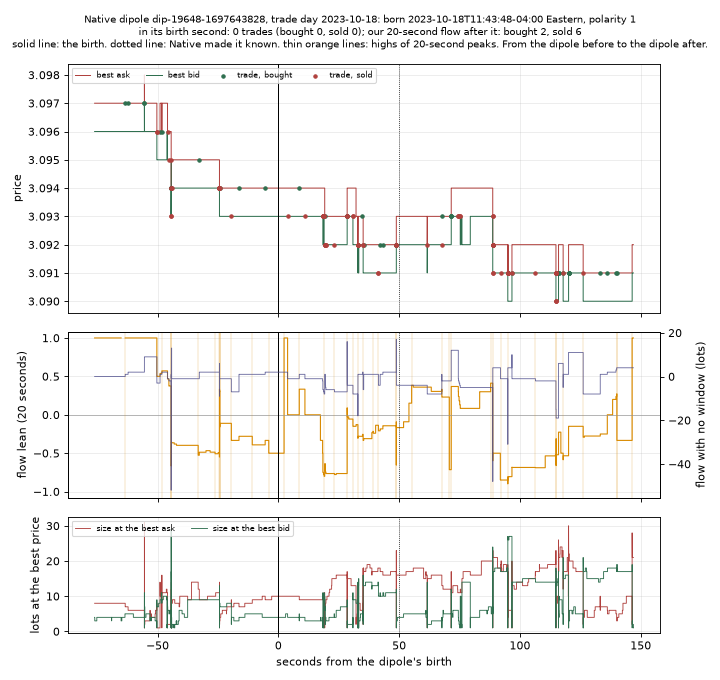 Native dipole dip-19648-1697643828, trade day 2023-10-18: born 2023-10-18T11:43:48-04:00 Eastern, polarity 1
in its birth second: 0 trades (bought 0, sold 0); our 20-second flow after it: bought 2, sold 6
solid line: the birth. dotted line: Native made it known. thin orange lines: highs of 20-second peaks. From the dipole before to the dipole after.
best ask best bid trade, bought trade, sold
3.098
3.097
3.096
3.095
3.094
3.093
3.092
3.091
3.090
price
1.0
0.5
0.0
−0.5
−1.0
flow lean (20 seconds)
20
0
−20
−40
flow with no window (lots)
size at the best ask size at the best bid
30
20
10
0
lots at the best price
−50 0 50 100 150
seconds from the dipole's birth